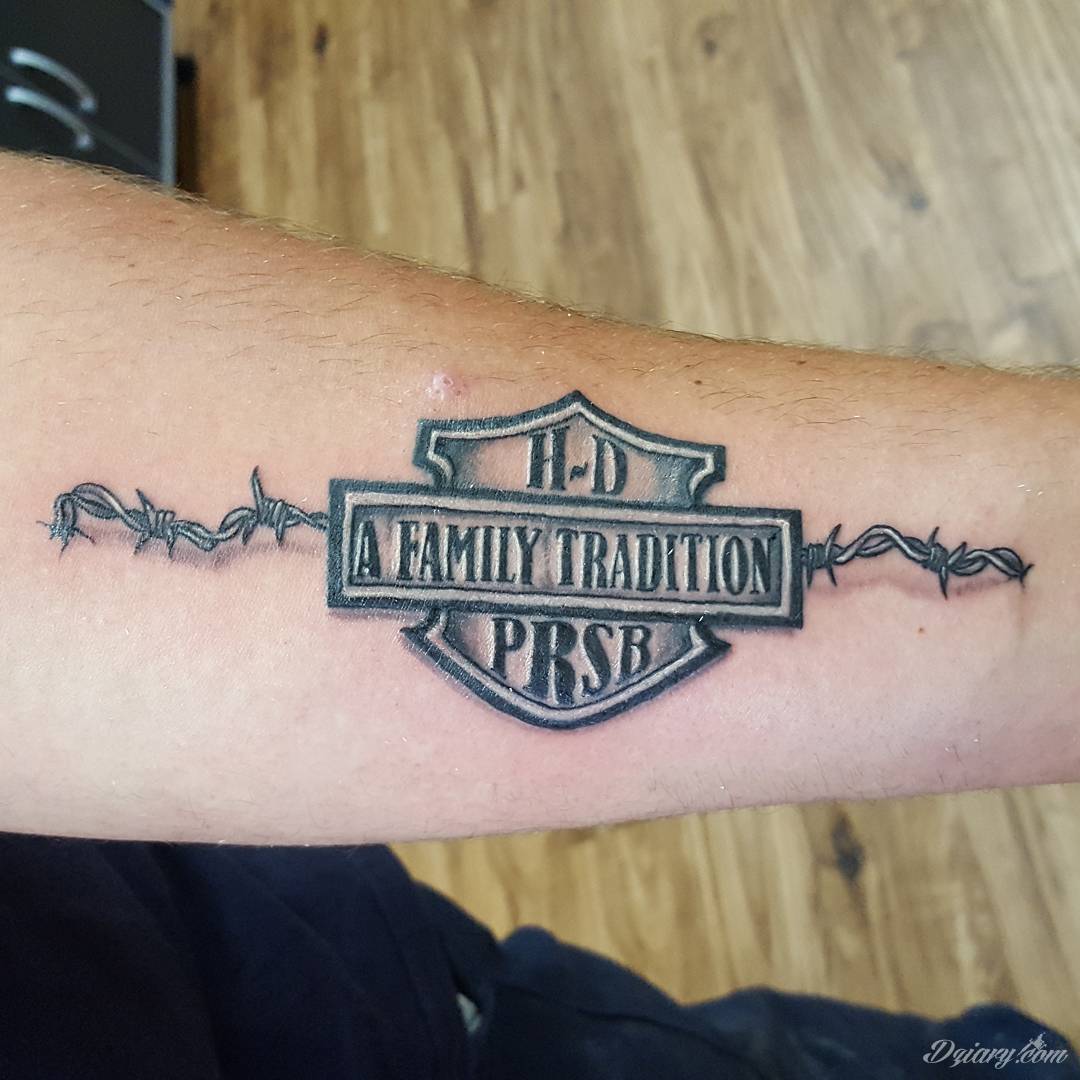 H-D
A FAMILY TRADITION
PRSB
Dziary.com